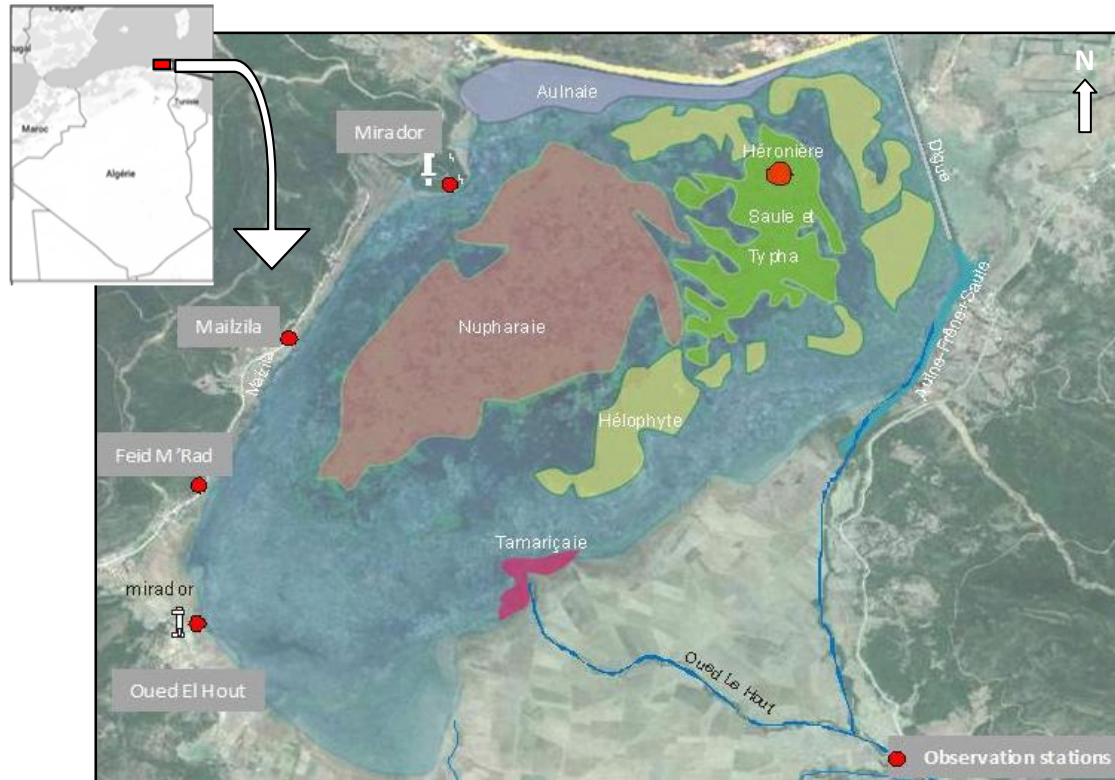 Espagne
Maroc
Algérie
Tunisie
N
Aulnaie
Mirador
Héronière
Digue
Saule et
Typha
Mailzila
Mailzila
Nupharaie
Aulne-Frêne-Saule
Hélophyte
Feid M'Rad
Tamariçaie
mirador
Oued El Hout
Oued Le Hout
Observation stations